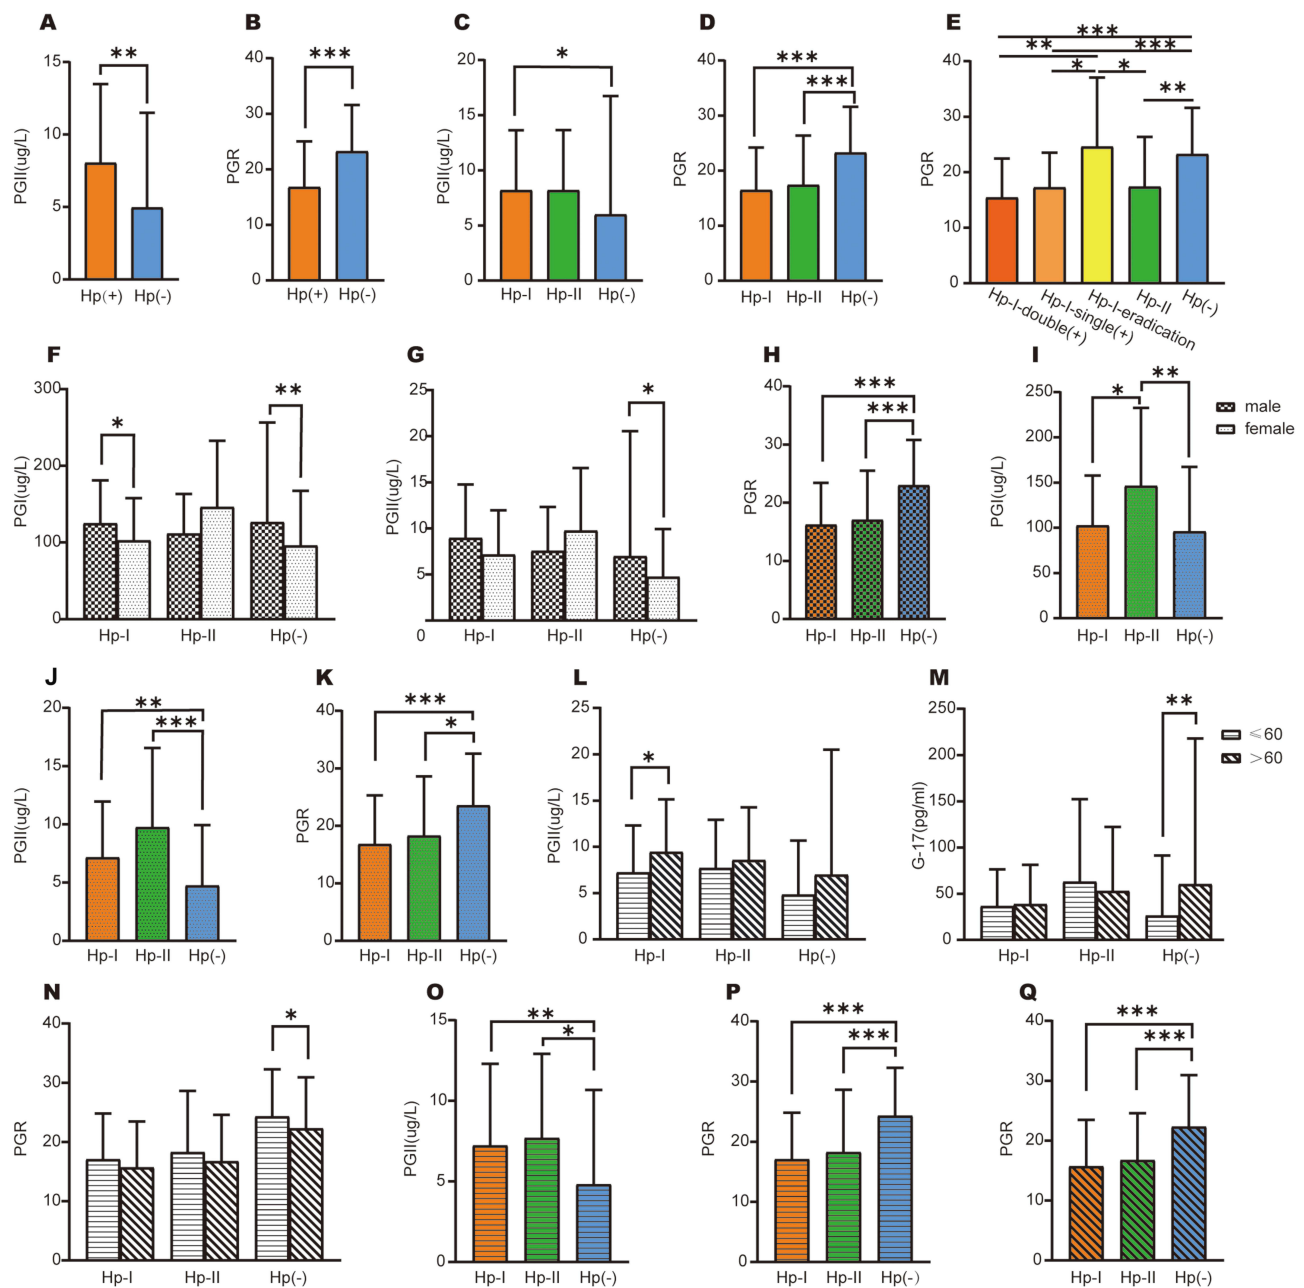 A
B
C
D
E
**
***
*
***
***
***
**
***
*
*
**
15
10
5
0
PGII(ug/L)
Hp(+) Hp(-)
40
30
20
10
0
PGR
Hp(+) Hp(-)
20
15
10
5
0
PGII(ug/L)
Hp-I Hp-II Hp(-)
40
30
20
10
0
PGR
Hp-I Hp-II Hp(-)
40
30
20
10
0
PGR
Hp-I-double(+)
Hp-I-single(+)
Hp-I-eradication
Hp-II
Hp(-)
F
G
H
I
300
200
100
0
PGI(ug/L)
*
**
Hp-I Hp-II Hp(-)
25
20
15
10
5
0
PGII(ug/L)
*
Hp-I Hp-II Hp(-)
40
30
20
10
0
PGR
***
***
Hp-I Hp-II Hp(-)
250
200
150
100
50
0
PGI(ug/L)
*
**
Hp-I Hp-II Hp(-)
male
female
J
K
L
M
20
15
10
5
0
PGII(ug/L)
**
***
Hp-I Hp-II Hp(-)
40
30
20
10
0
PGR
***
*
Hp-I Hp-II Hp(-)
25
20
15
10
5
0
PGII(ug/L)
*
Hp-I Hp-II Hp(-)
250
200
150
100
50
0
G-17(pg/ml)
**
Hp-I Hp-II Hp(-)
⩽60
>60
N
O
P
Q
40
30
20
10
0
PGR
*
Hp-I Hp-II Hp(-)
15
10
5
0
PGII(ug/L)
**
*
Hp-I Hp-II Hp(-)
40
30
20
10
0
PGR
***
***
Hp-I Hp-II Hp(-)
40
30
20
10
0
PGR
***
***
Hp-I Hp-II Hp(-)